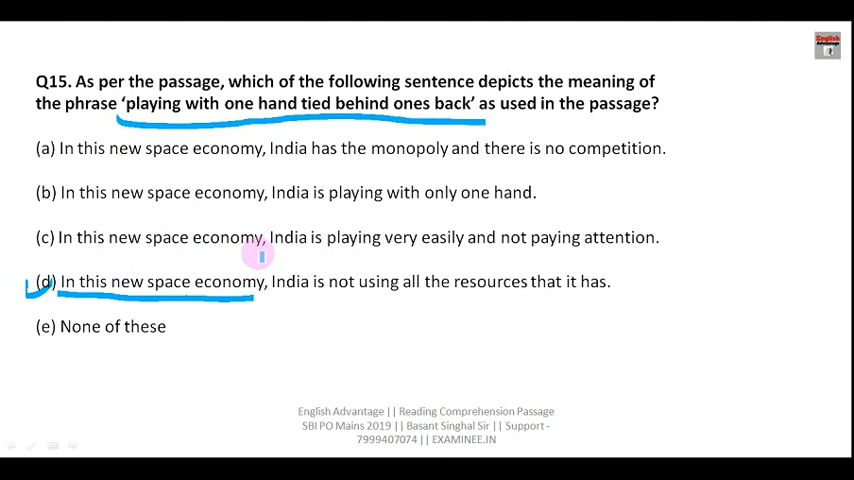 English
Advantage
Q15. As per the passage, which of the following sentence depicts the meaning of
the phrase ‘playing with one hand tied behind ones back’ as used in the passage?
(a) In this new space economy, India has the monopoly and there is no competition.
(b) In this new space economy, India is playing with only one hand.
(c) In this new space economy, India is playing very easily and not paying attention.
(d) In this new space economy, India is not using all the resources that it has.
(e) None of these
English Advantage || Reading Comprehension Passage
SBI PO Mains 2019 || Basant Singhal Sir || Support -
7999407074 || EXAMINEE.IN